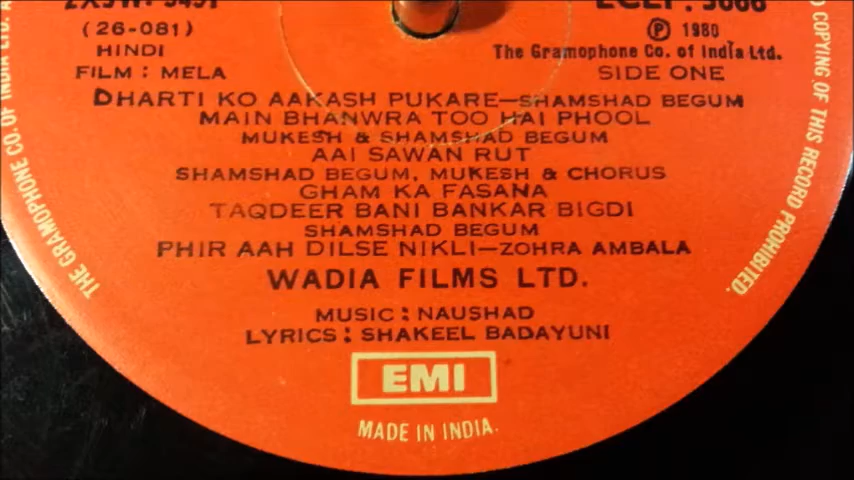 (26-081)
HINDI
FILM : MELA
Ⓟ 1980
The Gramophone Co. of India Ltd.
SIDE ONE
DHARTI KO AAKASH PUKARE—SHAMSHAD BEGUM
MAIN BHANWRA TOO HAI PHOOL
MUKESH & SHAMSHAD BEGUM
AAI SAWAN RUT
SHAMSHAD BEGUM, MUKESH & CHORUS
GHAM KA FASANA
TAQDEER BANI BANKAR BIGDI
SHAMSHAD BEGUM
PHIR AAH DILSE NIKLI—ZOHRA AMBALA
WADIA FILMS LTD.
MUSIC : NAUSHAD
LYRICS : SHAKEEL BADAYUNI
EMI
MADE IN INDIA.
COPYING OF THIS RECORD PROHIBITED.
THE GRAMOPHONE CO. OF INDIA LTD.